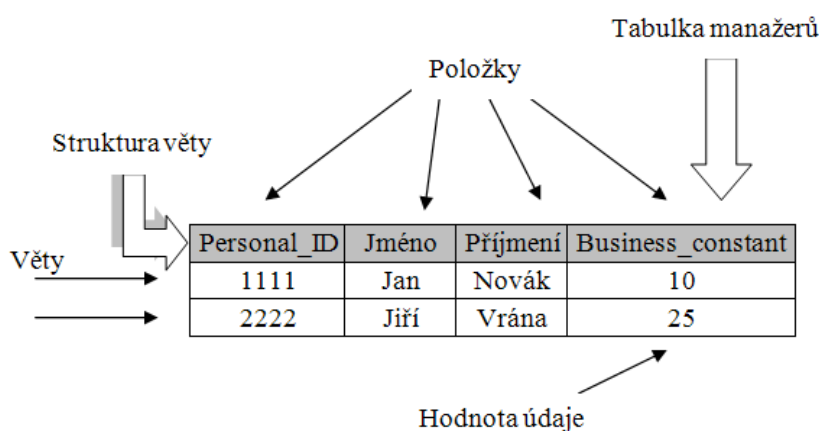 Tabulka manažerů
Položky
Struktura věty
Věty
Personal_ID Jméno Příjmení Business_constant
1111 Jan Novák 10
2222 Jiří Vrána 25
Hodnota údaje